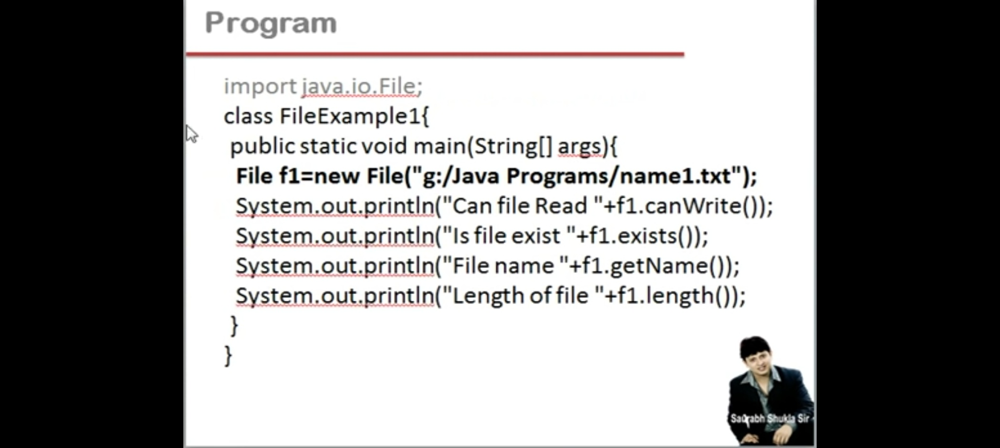 Program
import java.io.File;
class FileExample1{
public static void main(String[] args){
File f1=new File("g:/Java Programs/name1.txt");
System.out.println("Can file Read "+f1.canWrite());
System.out.println("Is file exist "+f1.exists());
System.out.println("File name "+f1.getName());
System.out.println("Length of file "+f1.length());
}
}
Saurabh Shukla Sir